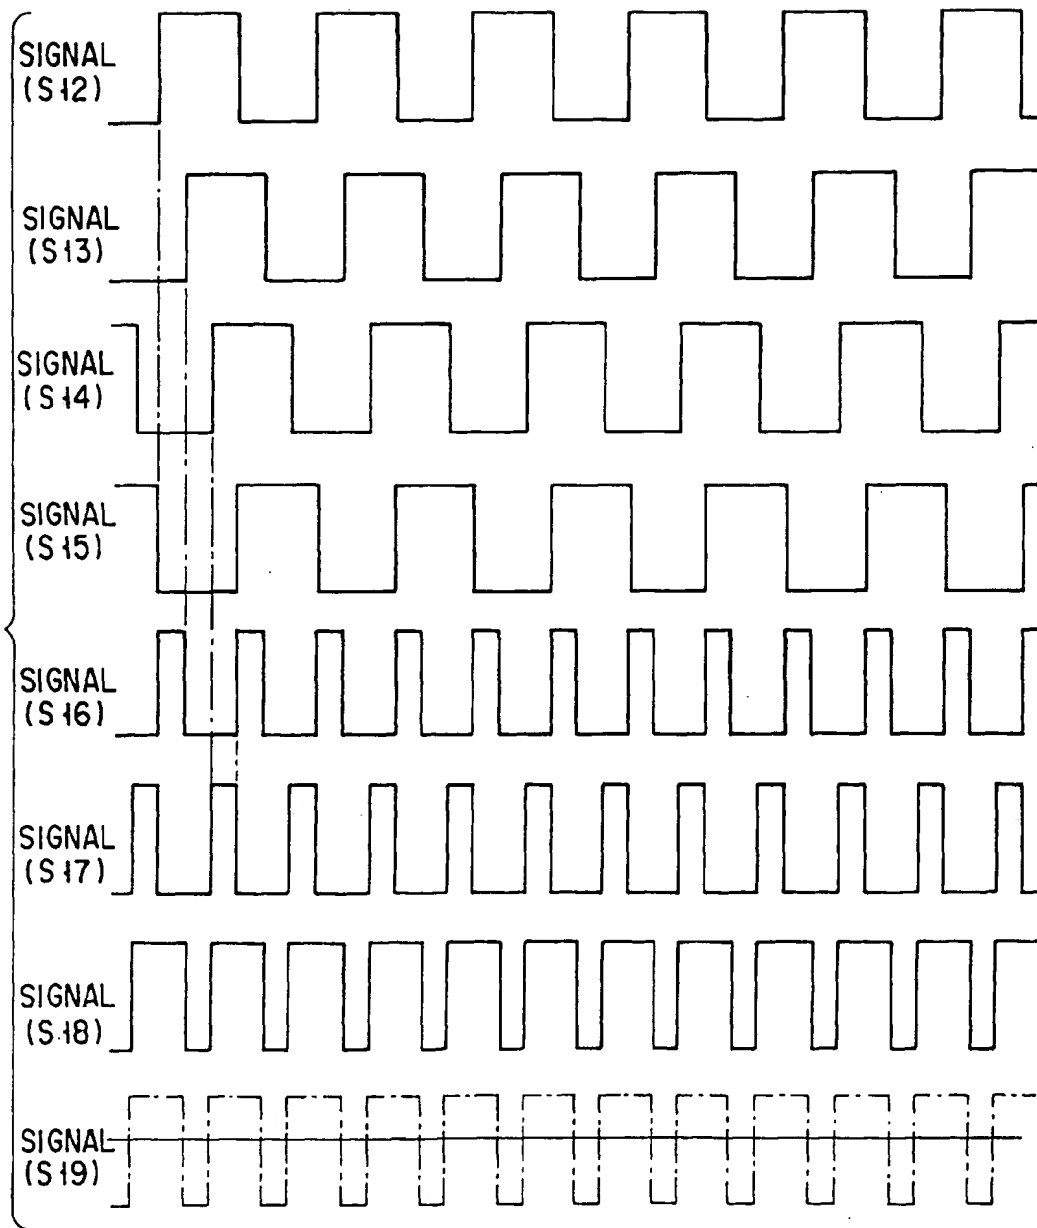 SIGNAL
(S12)
SIGNAL
(S13)
SIGNAL
(S14)
SIGNAL
(S15)
SIGNAL
(S16)
SIGNAL
(S17)
SIGNAL
(S18)
SIGNAL
(S19)